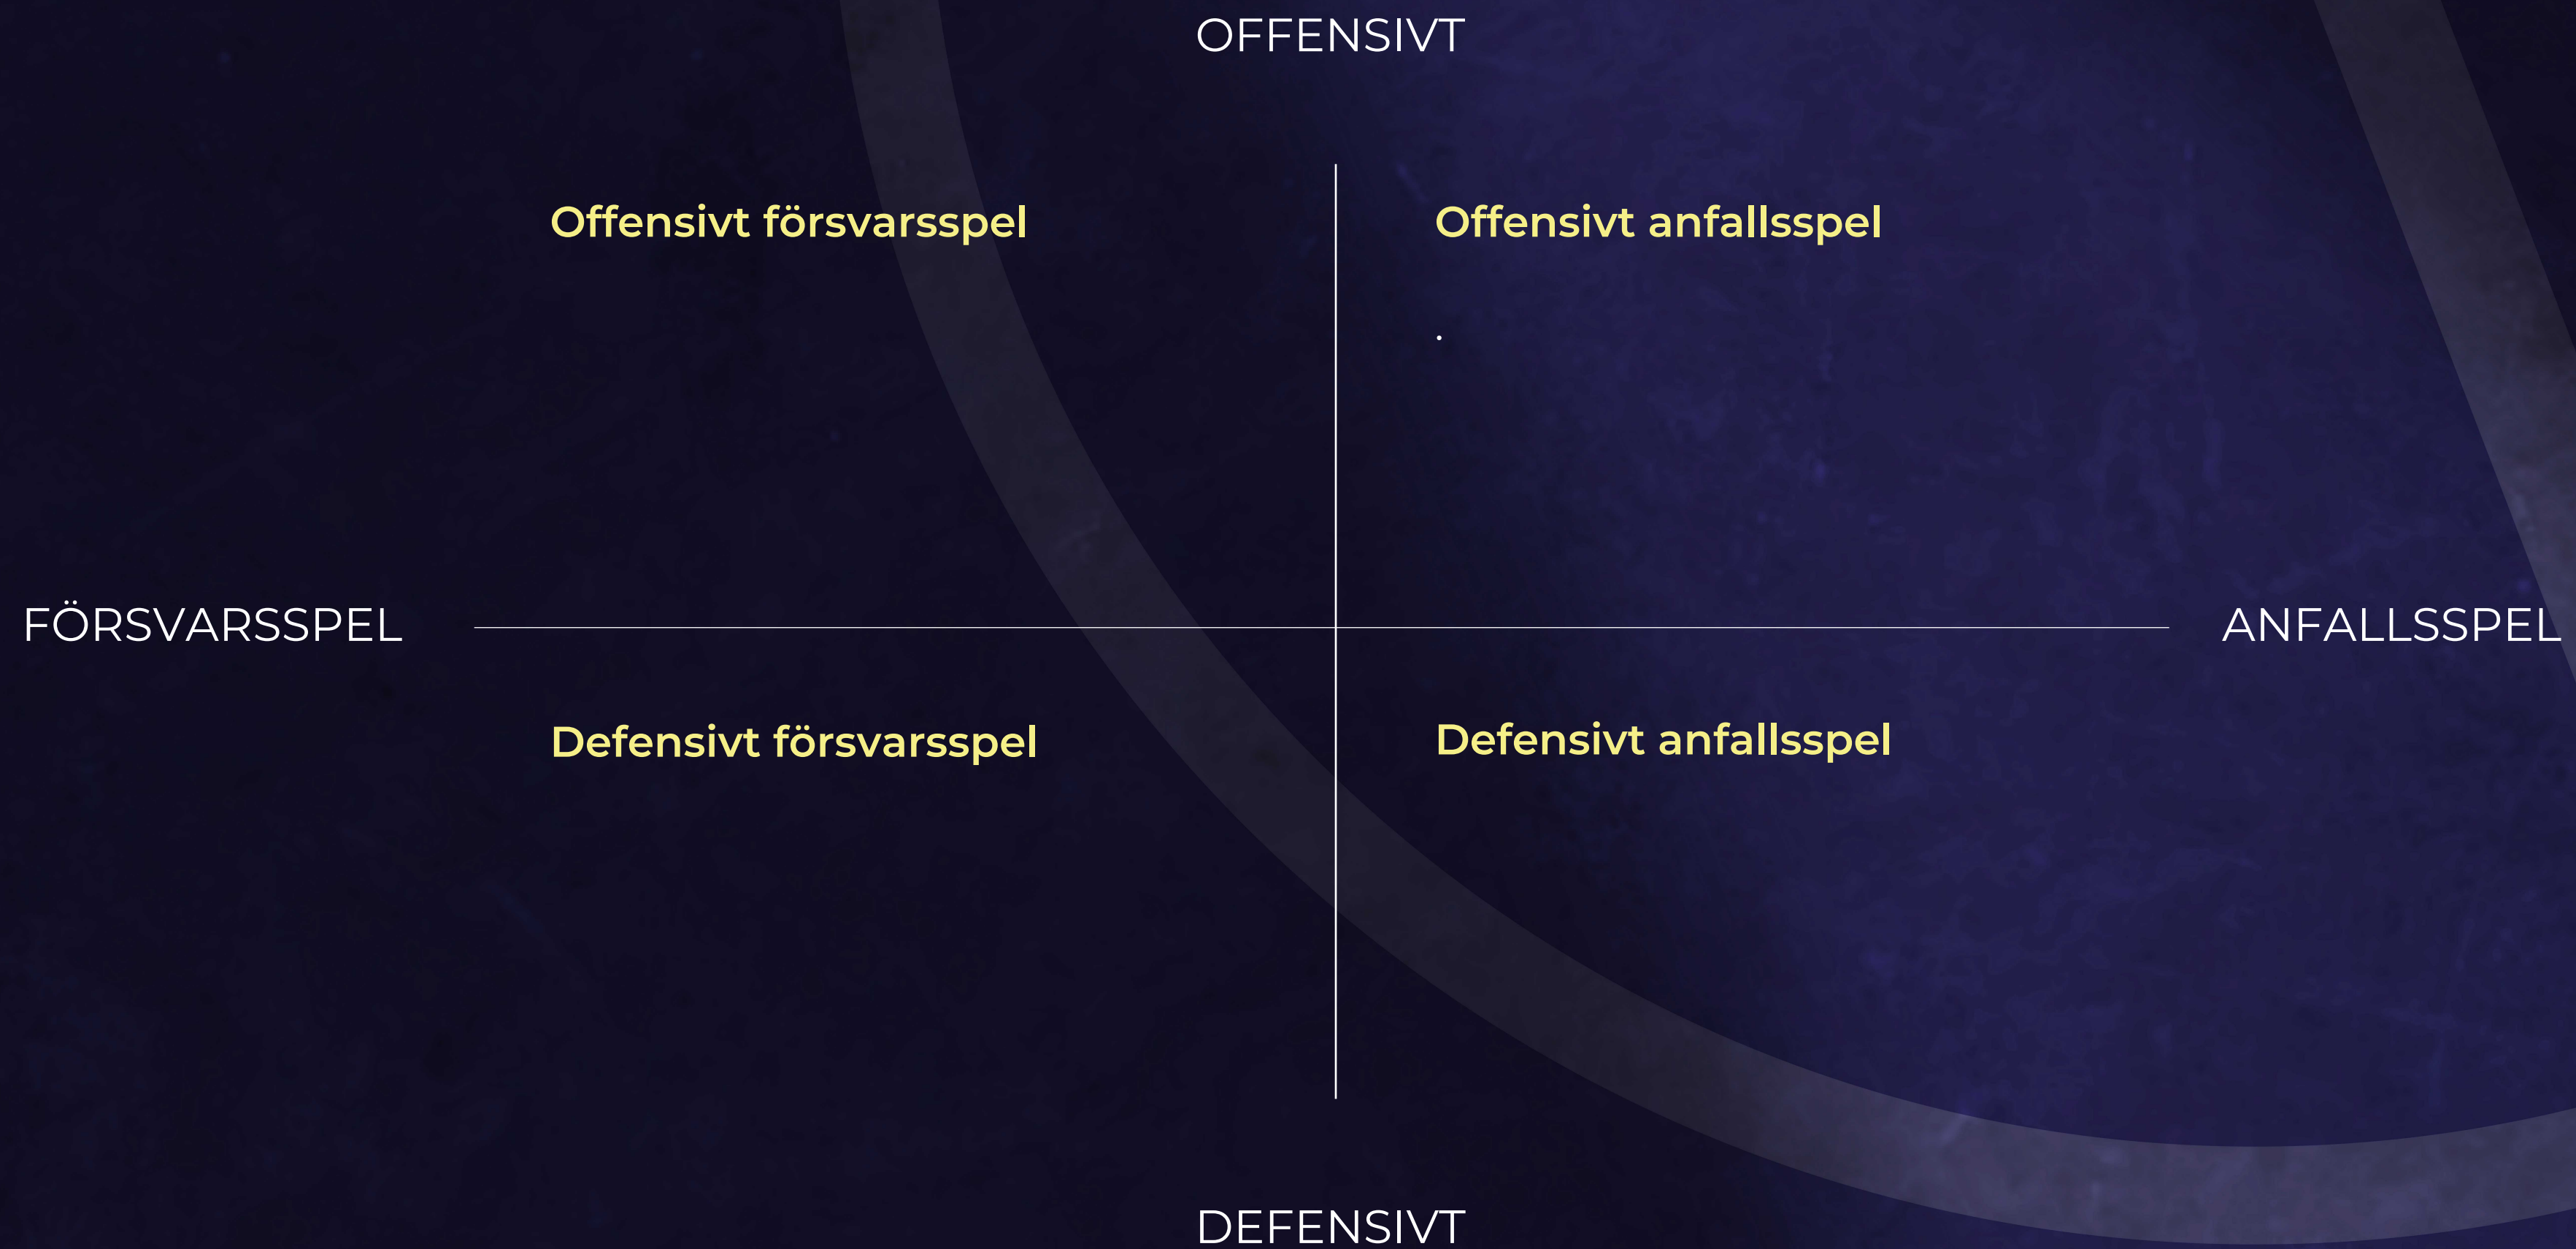 OFFENSIVT
Offensivt försvarsspel
Offensivt anfallsspel
.
FÖRSVARSSPEL
ANFALLSSPEL
Defensivt försvarsspel
Defensivt anfallsspel
DEFENSIVT